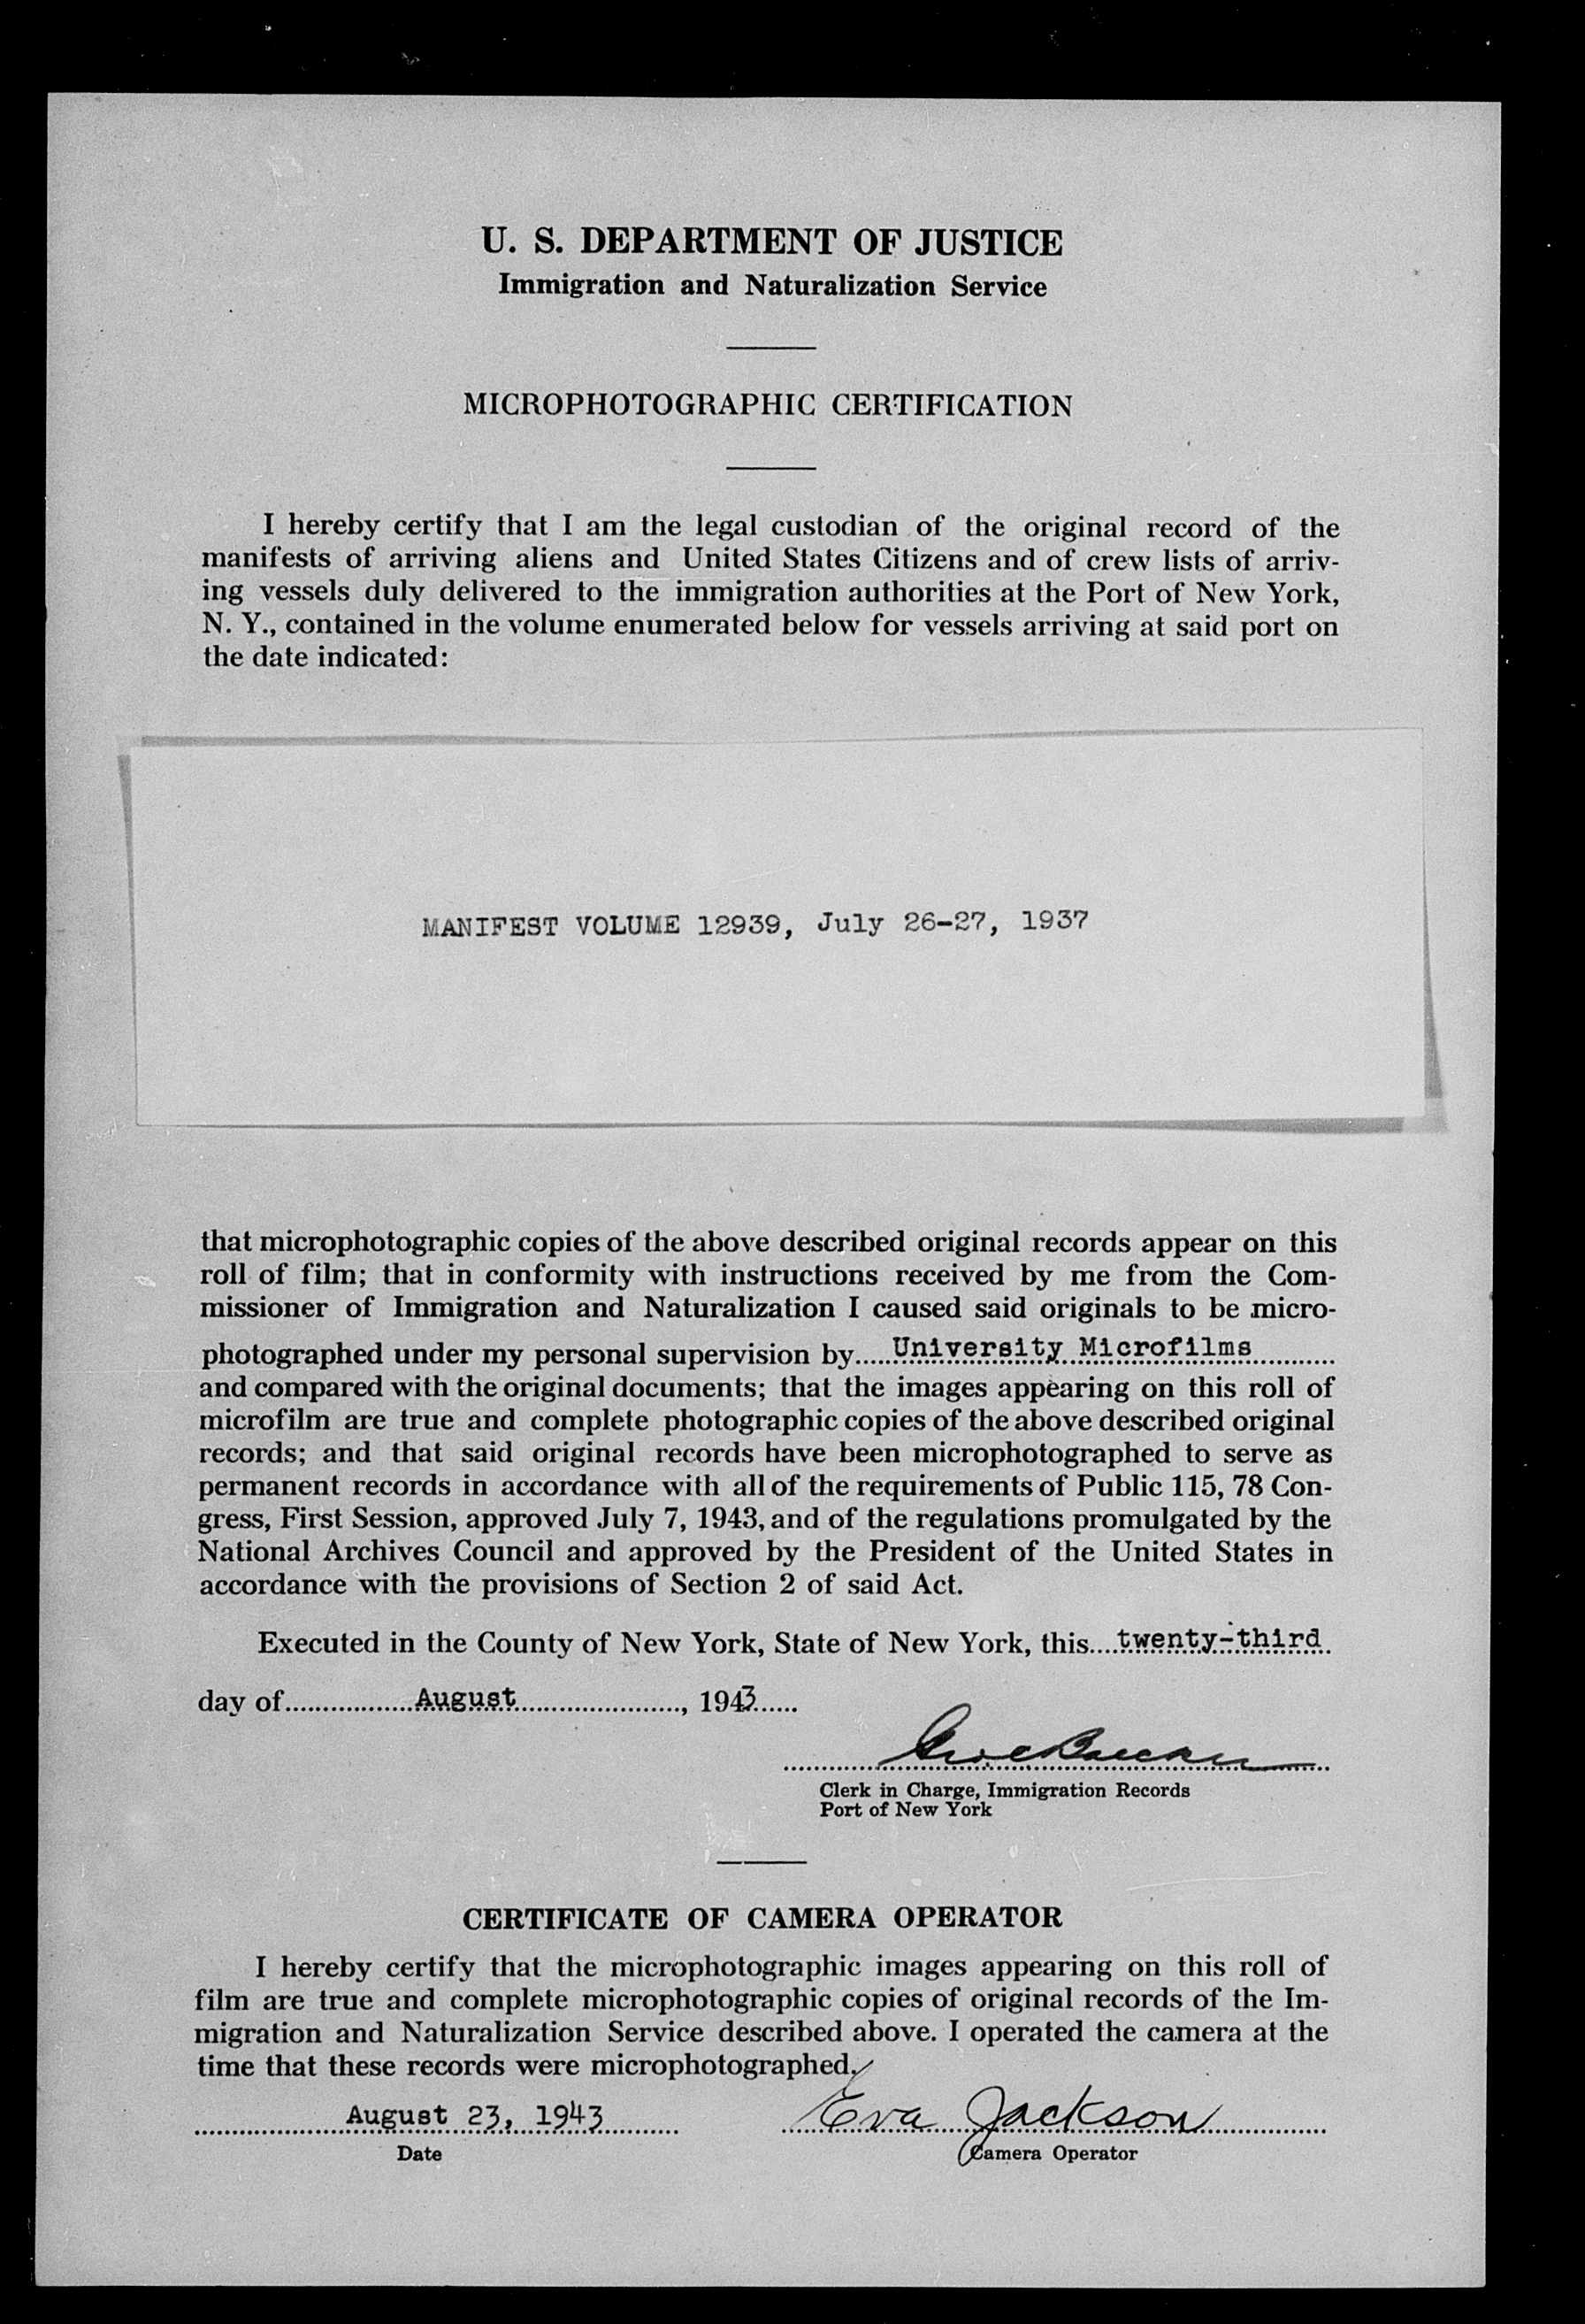 U. S. DEPARTMENT OF JUSTICE
Immigration and Naturalization Service
MICROPHOTOGRAPHIC CERTIFICATION
I hereby certify that I am the legal custodian of the original record of the
manifests of arriving aliens and United States Citizens and of crew lists of arriv-
ing vessels duly delivered to the immigration authorities at the Port of New York,
N. Y., contained in the volume enumerated below for vessels arriving at said port on
the date indicated:
MANIFEST VOLUME 12939, July 26-27, 1937
that microphotographic copies of the above described original records appear on this
roll of film; that in conformity with instructions received by me from the Com-
missioner of Immigration and Naturalization I caused said originals to be micro-
photographed under my personal supervision by.....University Microfilms............
and compared with the original documents; that the images appearing on this roll of
microfilm are true and complete photographic copies of the above described original
records; and that said original records have been microphotographed to serve as
permanent records in accordance with all of the requirements of Public 115, 78 Con-
gress, First Session, approved July 7, 1943, and of the regulations promulgated by the
National Archives Council and approved by the President of the United States in
accordance with the provisions of Section 2 of said Act.
Executed in the County of New York, State of New York, this....twenty-third.
day of..................August........................, 1943......
Clerk in Charge, Immigration Records
Port of New York
CERTIFICATE OF CAMERA OPERATOR
I hereby certify that the microphotographic images appearing on this roll of
film are true and complete microphotographic copies of original records of the Im-
migration and Naturalization Service described above. I operated the camera at the
time that these records were microphotographed.
August 23, 1943 Eva Jackson
Date Camera Operator